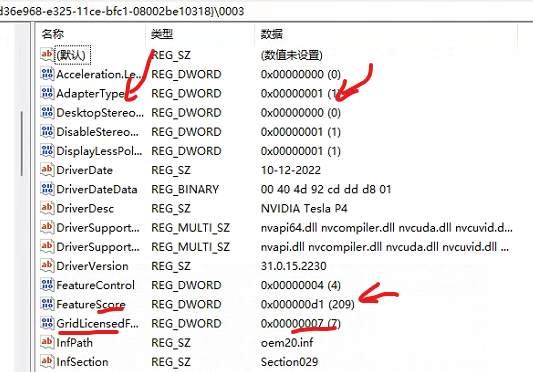 d36e968-e325-11ce-bfc1-08002be10318}\0003
名称 类型 数据
(默认) REG_SZ (数值未设置)
Acceleration.Le... REG_DWORD 0x00000000 (0)
AdapterType REG_DWORD 0x00000001 (1)
DesktopStereo... REG_DWORD 0x00000000 (0)
DisableStereo... REG_DWORD 0x00000001 (1)
DisplayLessPol... REG_DWORD 0x00000001 (1)
DriverDate REG_SZ 10-12-2022
DriverDateData REG_BINARY 00 40 4d 92 cd dd d8 01
DriverDesc REG_SZ NVIDIA Tesla P4
DriverSupport... REG_MULTI_SZ nvapi64.dll nvcompiler.dll nvcuda.dll nvcuvid.d...
DriverSupport... REG_MULTI_SZ nvapi.dll nvcompiler.dll nvcuda.dll nvcuvid.dll...
DriverVersion REG_SZ 31.0.15.2230
FeatureControl REG_DWORD 0x00000004 (4)
FeatureScore REG_DWORD 0x000000d1 (209)
GridLicensedF... REG_DWORD 0x00000007 (7)
InfPath REG_SZ oem20.inf
InfSection REG_SZ Section029